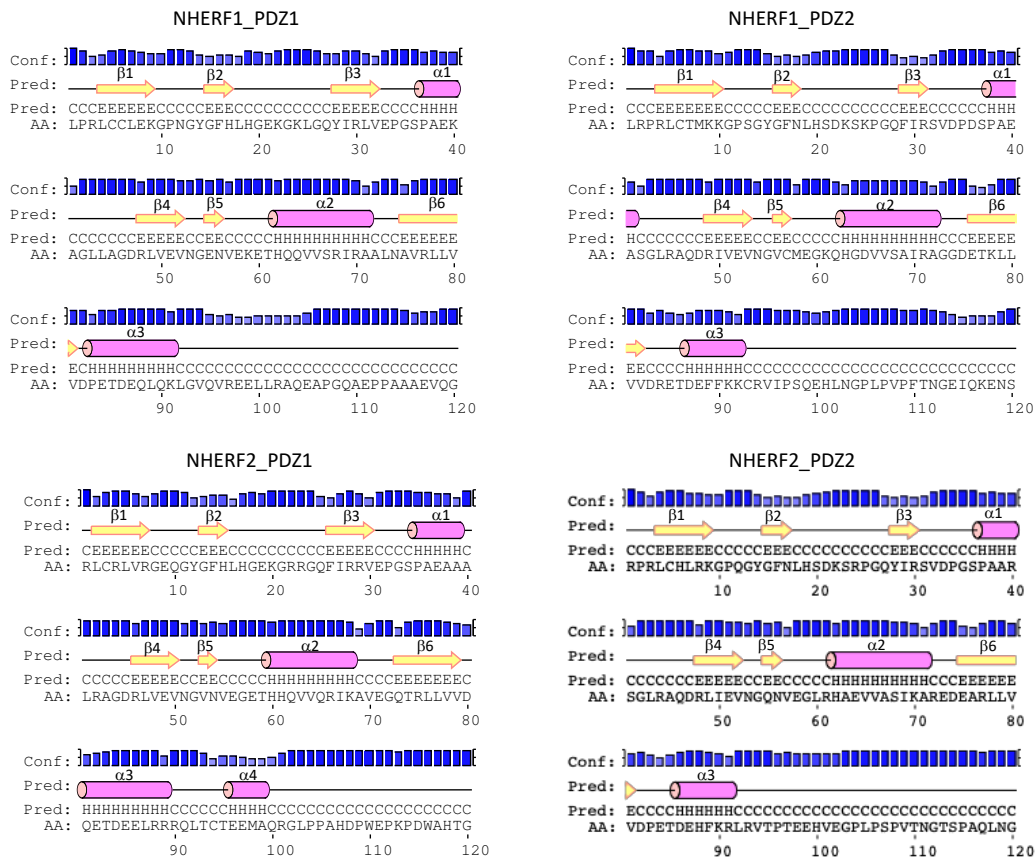 NHERF1_PDZ1
Conf:
β1 β2 β3 α1
Pred:
Pred: CCCEEEEEECCCCCEEECCCCCCCCCCEEEEECCCCHHHH
AA: LPRLCCLEKGPNGYGFHLHGEKGKLGQYIRLVEPGSPAEK
10 20 30 40
Conf:
β4 β5 α2 β6
Pred:
Pred: CCCCCCCEEEEECCEECCCCCHHHHHHHHHHCCCEEEEEE
AA: AGLLAGDRLVEVNGENVEKETHQQVVSRIRAALNAVRLLV
50 60 70 80
Conf:
α3
Pred:
Pred: ECHHHHHHHHHCCCCCCCCCCCCCCCCCCCCCCCCCCCCC
AA: VDPETDEQLQKLGVQVREELLRAQEAPGQAEPPAAAEVQG
90 100 110 120
NHERF1_PDZ2
Conf:
β1 β2 β3 α1
Pred:
Pred: CCCEEEEEEECCCCCEEECCCCCCCCCCEEECCCCCCHHH
AA: LRPRLCTMKKGPSGYGFNLHSDKSKPGQFIRSVDPDSPAE
10 20 30 40
Conf:
β4 β5 α2 β6
Pred:
Pred: HCCCCCCCEEEEECCEECCCCCHHHHHHHHHHCCCEEEEE
AA: ASGLRAQDRIVEVNGVCMEGKQHGDVVSAIRAGGDETKLL
50 60 70 80
Conf:
α3
Pred:
Pred: EECCCCHHHHHHCCCCCCCCCCCCCCCCCCCCCCCCCCCC
AA: VVDRETDEFFKKCRVIPSQEHLNGPLPVPFTNGEIQKENS
90 100 110 120
NHERF2_PDZ1
Conf:
β1 β2 β3 α1
Pred:
Pred: CEEEEEECCCCCEEECCCCCCCCCCEEEEECCCCHHHHHC
AA: RLCRLVRGEQGYGFHLHGEKGRRGQFIRRVEPGSPAEAAA
10 20 30 40
Conf:
β4 β5 α2 β6
Pred:
Pred: CCCCCEEEEECCEECCCCCHHHHHHHHHHCCCEEEEEEEC
AA: LRAGDRLVEVNGVNVEGETHHQVVQRIKAVEGQTRLLVVD
50 60 70 80
Conf:
α3 α4
Pred:
Pred: HHHHHHHHHCCCCCCHHHHCCCCCCCCCCCCCCCCCCCCC
AA: QETDEELRRRQLTCTEEMAQRGLPPAHDPWEPKPDWAHTG
90 100 110 120
NHERF2_PDZ2
Conf:
β1 β2 β3 α1
Pred:
Pred: CCCEEEEEECCCCCEEECCCCCCCCCCEEECCCCCCHHHH
AA: RPRLCHLRKGPQGYGFNLHSDKSRPGQYIRSVDPGSPAAR
10 20 30 40
Conf:
β4 β5 α2 β6
Pred:
Pred: CCCCCCCEEEEECCEECCCCCHHHHHHHHHHCCCEEEEEE
AA: SGLRAQDRLIEVNGQNVEGLRHAEVVASIKAREDEARLLV
50 60 70 80
Conf:
α3
Pred:
Pred: ECCCCHHHHHHCCCCCCCCCCCCCCCCCCCCCCCCCCCCC
AA: VDPETDEHFKRLRVTPTEEHVEGPLPSPVTNGTSPAQLNG
90 100 110 120